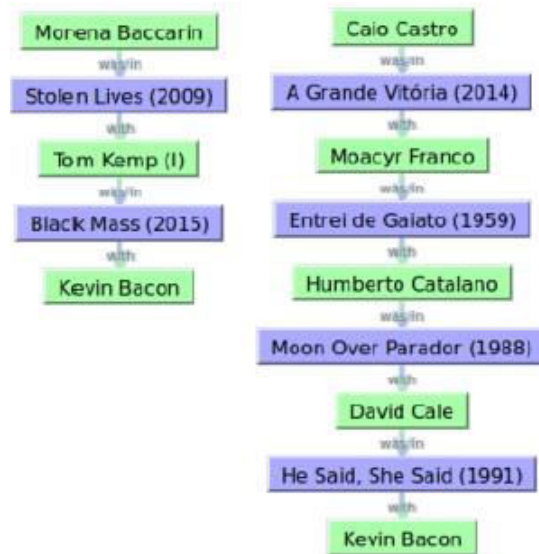 Morena Baccarin
was in
Stolen Lives (2009)
with
Tom Kemp (I)
was in
Black Mass (2015)
with
Kevin Bacon
Caio Castro
was in
A Grande Vitória (2014)
with
Moacyr Franco
was in
Entrei de Gaiato (1959)
with
Humberto Catalano
was in
Moon Over Parador (1988)
with
David Cale
was in
He Said, She Said (1991)
with
Kevin Bacon